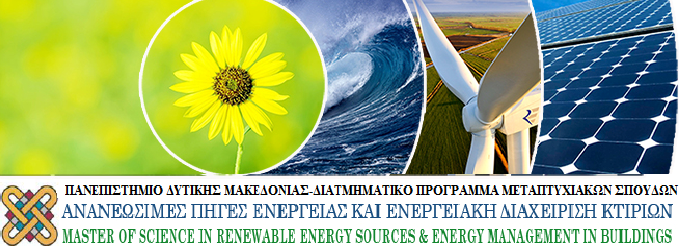 ΠΑΝΕΠΙΣΤΗΜΙΟ ΔΥΤΙΚΗΣ ΜΑΚΕΔΟΝΙΑΣ-ΔΙΑΤΜΗΜΑΤΙΚΟ ΠΡΟΓΡΑΜΜΑ ΜΕΤΑΠΤΥΧΙΑΚΩΝ ΣΠΟΥΔΩΝ
ΑΝΑΝΕΩΣΙΜΕΣ ΠΗΓΕΣ ΕΝΕΡΓΕΙΑΣ ΚΑΙ ΕΝΕΡΓΕΙΑΚΗ ΔΙΑΧΕΙΡΙΣΗ ΚΤΙΡΙΩΝ
MASTER OF SCIENCE IN RENEWABLE ENERGY SOURCES & ENERGY MANAGEMENT IN BUILDINGS